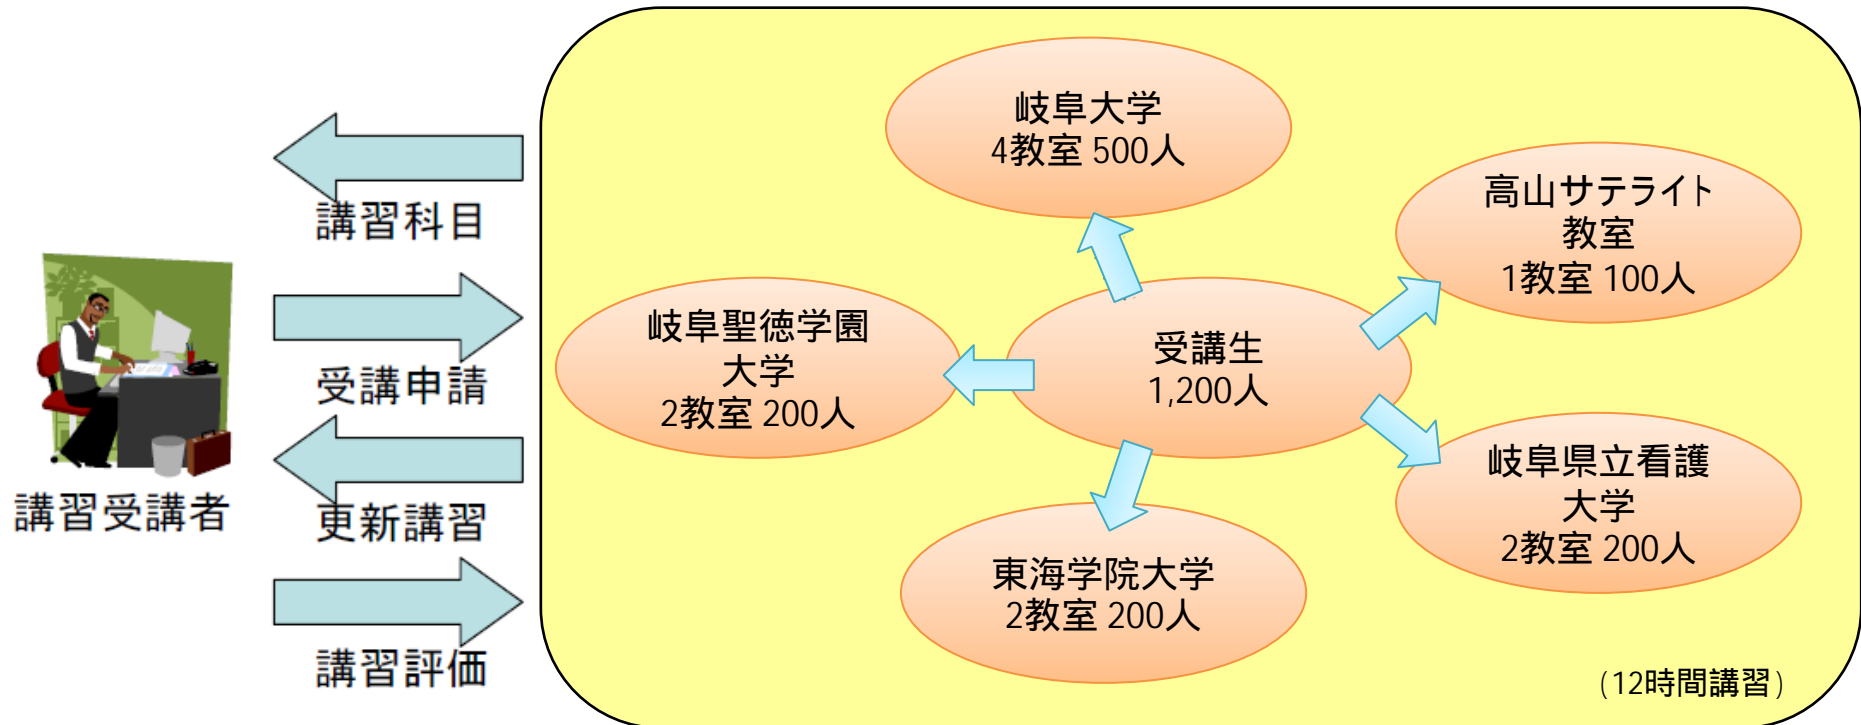 講習科目
受講申請
更新講習
講習評価
講習受講者
岐阜大学
4教室 500人
高山サテライト
教室
1教室 100人
岐阜聖徳学園
大学
2教室 200人
受講生
1,200人
岐阜県立看護
大学
2教室 200人
東海学院大学
2教室 200人
(12時間講習)